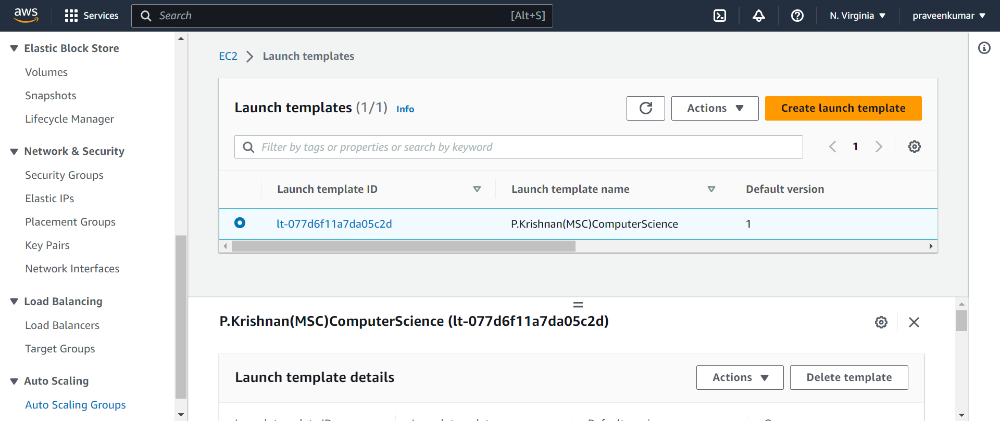 aws Services Search [Alt+S] N. Virginia praveenkumar
Elastic Block Store
Volumes
Snapshots
Lifecycle Manager
Network & Security
Security Groups
Elastic IPs
Placement Groups
Key Pairs
Network Interfaces
Load Balancing
Load Balancers
Target Groups
Auto Scaling
Auto Scaling Groups
EC2 Launch templates
Launch templates (1/1) Info
Actions
Create launch template
Filter by tags or properties or search by keyword
1
Launch template ID Launch template name Default version
lt-077d6f11a7da05c2d P.Krishnan(MSC)ComputerScience 1
P.Krishnan(MSC)ComputerScience (lt-077d6f11a7da05c2d)
Launch template details
Actions
Delete template